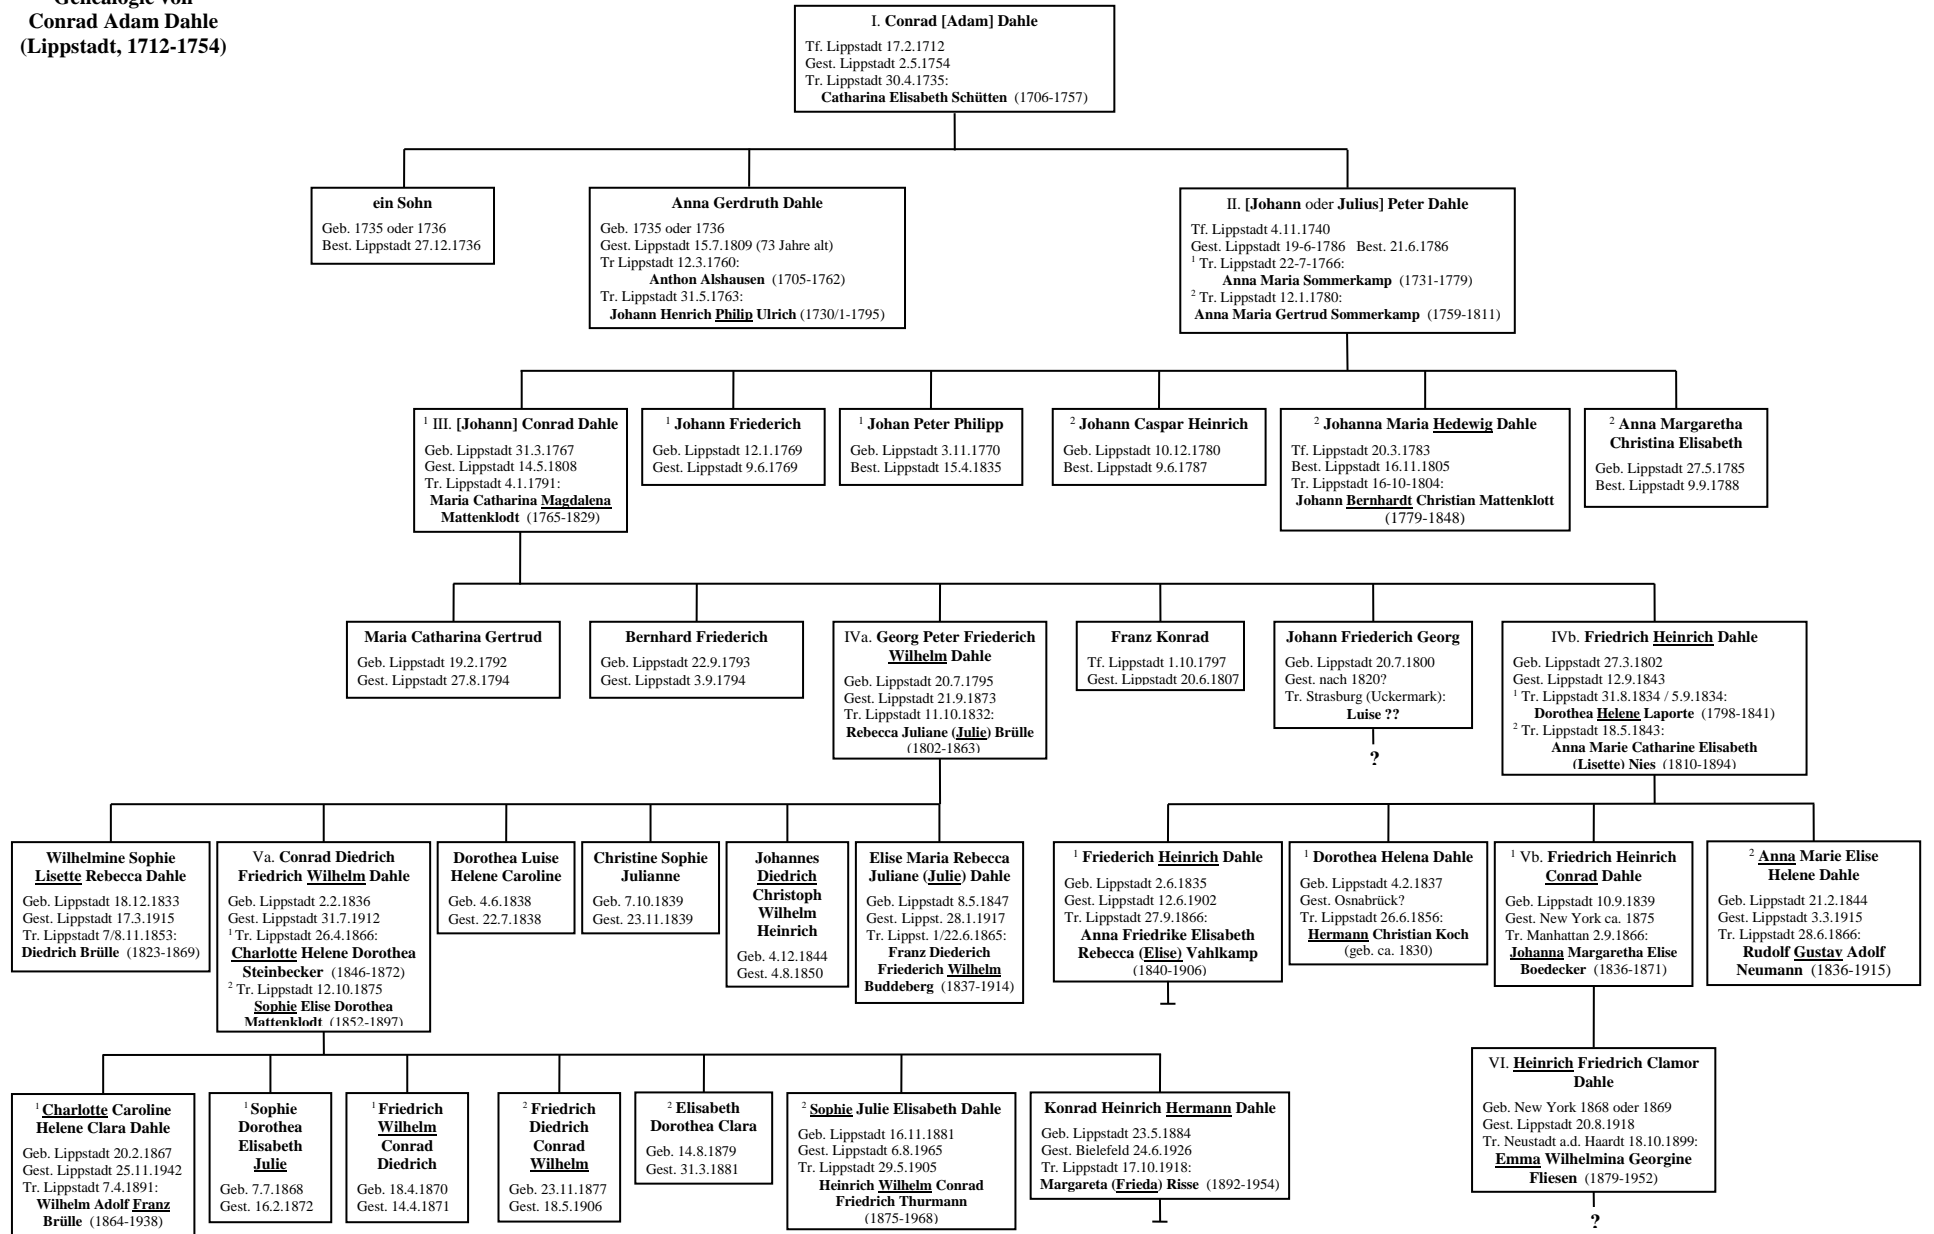 Genealogie von
Conrad Adam Dahle
(Lippstadt, 1712-1754)
I. Conrad [Adam] Dahle
Tf. Lippstadt 17.2.1712
Gest. Lippstadt 2.5.1754
Tr. Lippstadt 30.4.1735:
Catharina Elisabeth Schütten (1706-1757)
ein Sohn
Geb. 1735 oder 1736
Best. Lippstadt 27.12.1736
Anna Gerdruth Dahle
Geb. 1735 oder 1736
Gest. Lippstadt 15.7.1809 (73 Jahre alt)
Tr Lippstadt 12.3.1760:
Anthon Alshausen (1705-1762)
Tr. Lippstadt 31.5.1763:
Johann Henrich Philip Ulrich (1730/1-1795)
II. [Johann oder Julius] Peter Dahle
Tf. Lippstadt 4.11.1740
Gest. Lippstadt 19-6-1786 Best. 21.6.1786
1 Tr. Lippstadt 22-7-1766:
Anna Maria Sommerkamp (1731-1779)
2 Tr. Lippstadt 12.1.1780:
Anna Maria Gertrud Sommerkamp (1759-1811)
1 III. [Johann] Conrad Dahle
Geb. Lippstadt 31.3.1767
Gest. Lippstadt 14.5.1808
Tr. Lippstadt 4.1.1791:
Maria Catharina Magdalena
Mattenklodt (1765-1829)
1 Johann Friederich
Geb. Lippstadt 12.1.1769
Gest. Lippstadt 9.6.1769
1 Johan Peter Philipp
Geb. Lippstadt 3.11.1770
Best. Lippstadt 15.4.1835
2 Johann Caspar Heinrich
Geb. Lippstadt 10.12.1780
Best. Lippstadt 9.6.1787
2 Johanna Maria Hedewig Dahle
Tf. Lippstadt 20.3.1783
Best. Lippstadt 16.11.1805
Tr. Lippstadt 16-10-1804:
Johann Bernhardt Christian Mattenklott
(1779-1848)
2 Anna Margaretha
Christina Elisabeth
Geb. Lippstadt 27.5.1785
Best. Lippstadt 9.9.1788
Maria Catharina Gertrud
Geb. Lippstadt 19.2.1792
Gest. Lippstadt 27.8.1794
Bernhard Friederich
Geb. Lippstadt 22.9.1793
Gest. Lippstadt 3.9.1794
IVa. Georg Peter Friederich
Wilhelm Dahle
Geb. Lippstadt 20.7.1795
Gest. Lippstadt 21.9.1873
Tr. Lippstadt 11.10.1832:
Rebecca Juliane (Julie) Brülle
(1802-1863)
Franz Konrad
Tf. Lippstadt 1.10.1797
Gest. Lippstadt 20.6.1807
Johann Friederich Georg
Geb. Lippstadt 20.7.1800
Gest. nach 1820?
Tr. Strasburg (Uckermark):
Luise ??
?
IVb. Friedrich Heinrich Dahle
Geb. Lippstadt 27.3.1802
Gest. Lippstadt 12.9.1843
1 Tr. Lippstadt 31.8.1834 / 5.9.1834:
Dorothea Helene Laporte (1798-1841)
2 Tr. Lippstadt 18.5.1843:
Anna Marie Catharine Elisabeth
(Lisette) Nies (1810-1894)
Wilhelmine Sophie
Lisette Rebecca Dahle
Geb. Lippstadt 18.12.1833
Gest. Lippstadt 17.3.1915
Tr. Lippstadt 7/8.11.1853:
Diedrich Brülle (1823-1869)
Va. Conrad Diedrich
Friedrich Wilhelm Dahle
Geb. Lippstadt 2.2.1836
Gest. Lippstadt 31.7.1912
1 Tr. Lippstadt 26.4.1866:
Charlotte Helene Dorothea
Steinbecker (1846-1872)
2 Tr. Lippstadt 12.10.1875
Sophie Elise Dorothea
Mattenklodt (1852-1897)
Dorothea Luise
Helene Caroline
Geb. 4.6.1838
Gest. 22.7.1838
Christine Sophie
Julianne
Geb. 7.10.1839
Gest. 23.11.1839
Johannes
Diedrich
Christoph
Wilhelm
Heinrich
Geb. 4.12.1844
Gest. 4.8.1850
Elise Maria Rebecca
Juliane (Julie) Dahle
Geb. Lippstadt 8.5.1847
Gest. Lippst. 28.1.1917
Tr. Lippst. 1/22.6.1865:
Franz Diederich
Friederich Wilhelm
Buddeberg (1837-1914)
1 Friederich Heinrich Dahle
Geb. Lippstadt 2.6.1835
Gest. Lippstadt 12.6.1902
Tr. Lippstadt 27.9.1866:
Anna Friedrike Elisabeth
Rebecca (Elise) Vahlkamp
(1840-1906)
1 Dorothea Helena Dahle
Geb. Lippstadt 4.2.1837
Gest. Osnabrück?
Tr. Lippstadt 26.6.1856:
Hermann Christian Koch
(geb. ca. 1830)
1 Vb. Friedrich Heinrich
Conrad Dahle
Geb. Lippstadt 10.9.1839
Gest. New York ca. 1875
Tr. Manhattan 2.9.1866:
Johanna Margaretha Elise
Boedecker (1836-1871)
2 Anna Marie Elise
Helene Dahle
Geb. Lippstadt 21.2.1844
Gest. Lippstadt 3.3.1915
Tr. Lippstadt 28.6.1866:
Rudolf Gustav Adolf
Neumann (1836-1915)
1 Charlotte Caroline
Helene Clara Dahle
Geb. Lippstadt 20.2.1867
Gest. Lippstadt 25.11.1942
Tr. Lippstadt 7.4.1891:
Wilhelm Adolf Franz
Brülle (1864-1938)
1 Sophie
Dorothea
Elisabeth
Julie
Geb. 7.7.1868
Gest. 16.2.1872
1 Friedrich
Wilhelm
Conrad
Diedrich
Geb. 18.4.1870
Gest. 14.4.1871
2 Friedrich
Diedrich
Conrad
Wilhelm
Geb. 23.11.1877
Gest. 18.5.1906
2 Elisabeth
Dorothea Clara
Geb. 14.8.1879
Gest. 31.3.1881
2 Sophie Julie Elisabeth Dahle
Geb. Lippstadt 16.11.1881
Gest. Lippstadt 6.8.1965
Tr. Lippstadt 29.5.1905
Heinrich Wilhelm Conrad
Friedrich Thurmann
(1875-1968)
Konrad Heinrich Hermann Dahle
Geb. Lippstadt 23.5.1884
Gest. Bielefeld 24.6.1926
Tr. Lippstadt 17.10.1918:
Margareta (Frieda) Risse (1892-1954)
VI. Heinrich Friedrich Clamor
Dahle
Geb. New York 1868 oder 1869
Gest. Lippstadt 20.8.1918
Tr. Neustadt a.d. Haardt 18.10.1899:
Emma Wilhelmina Georgine
Fliesen (1879-1952)
?